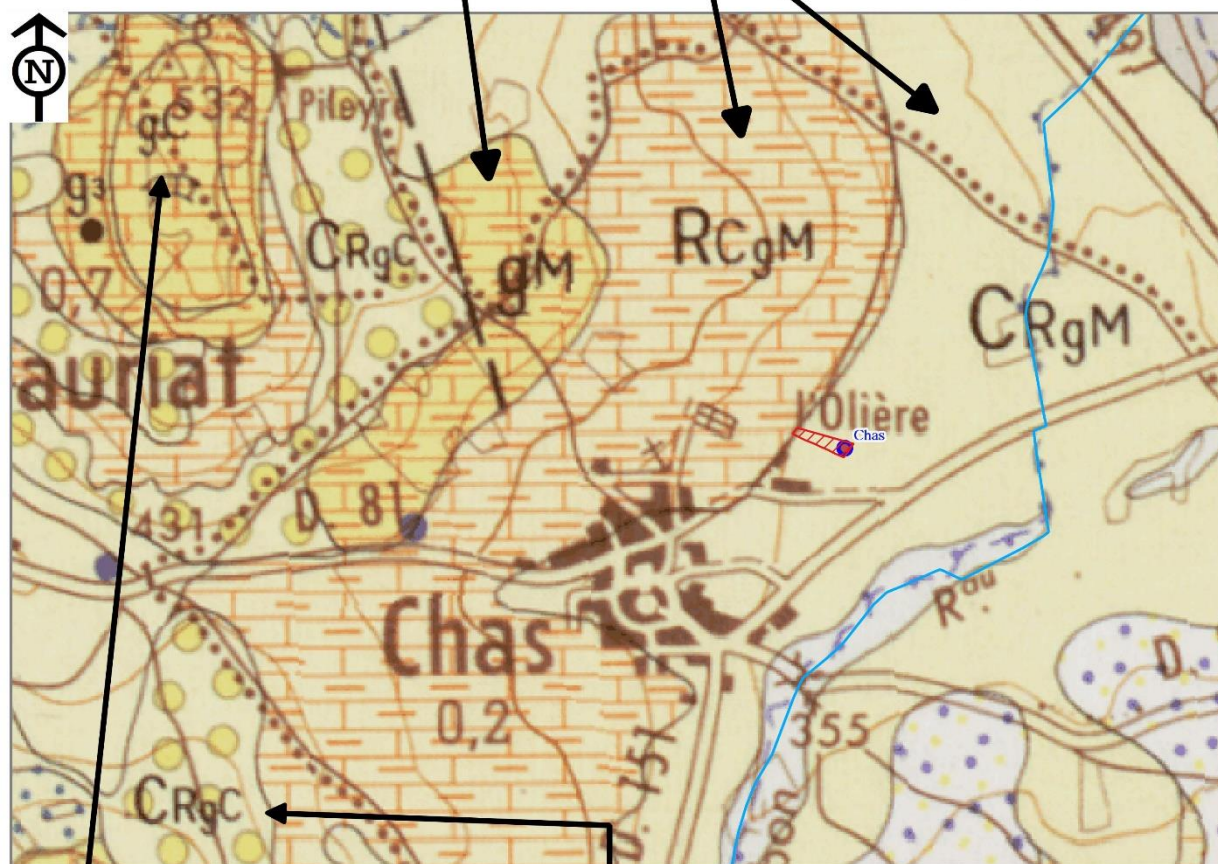 N
532
gC
Pileyre
g3
CRgC
gM
RCgM
0,7
CRgM
auriat
l'Olière
Chas
D 81
431
Chas
0,2
Rau
D.
355
D. 151
CRgC